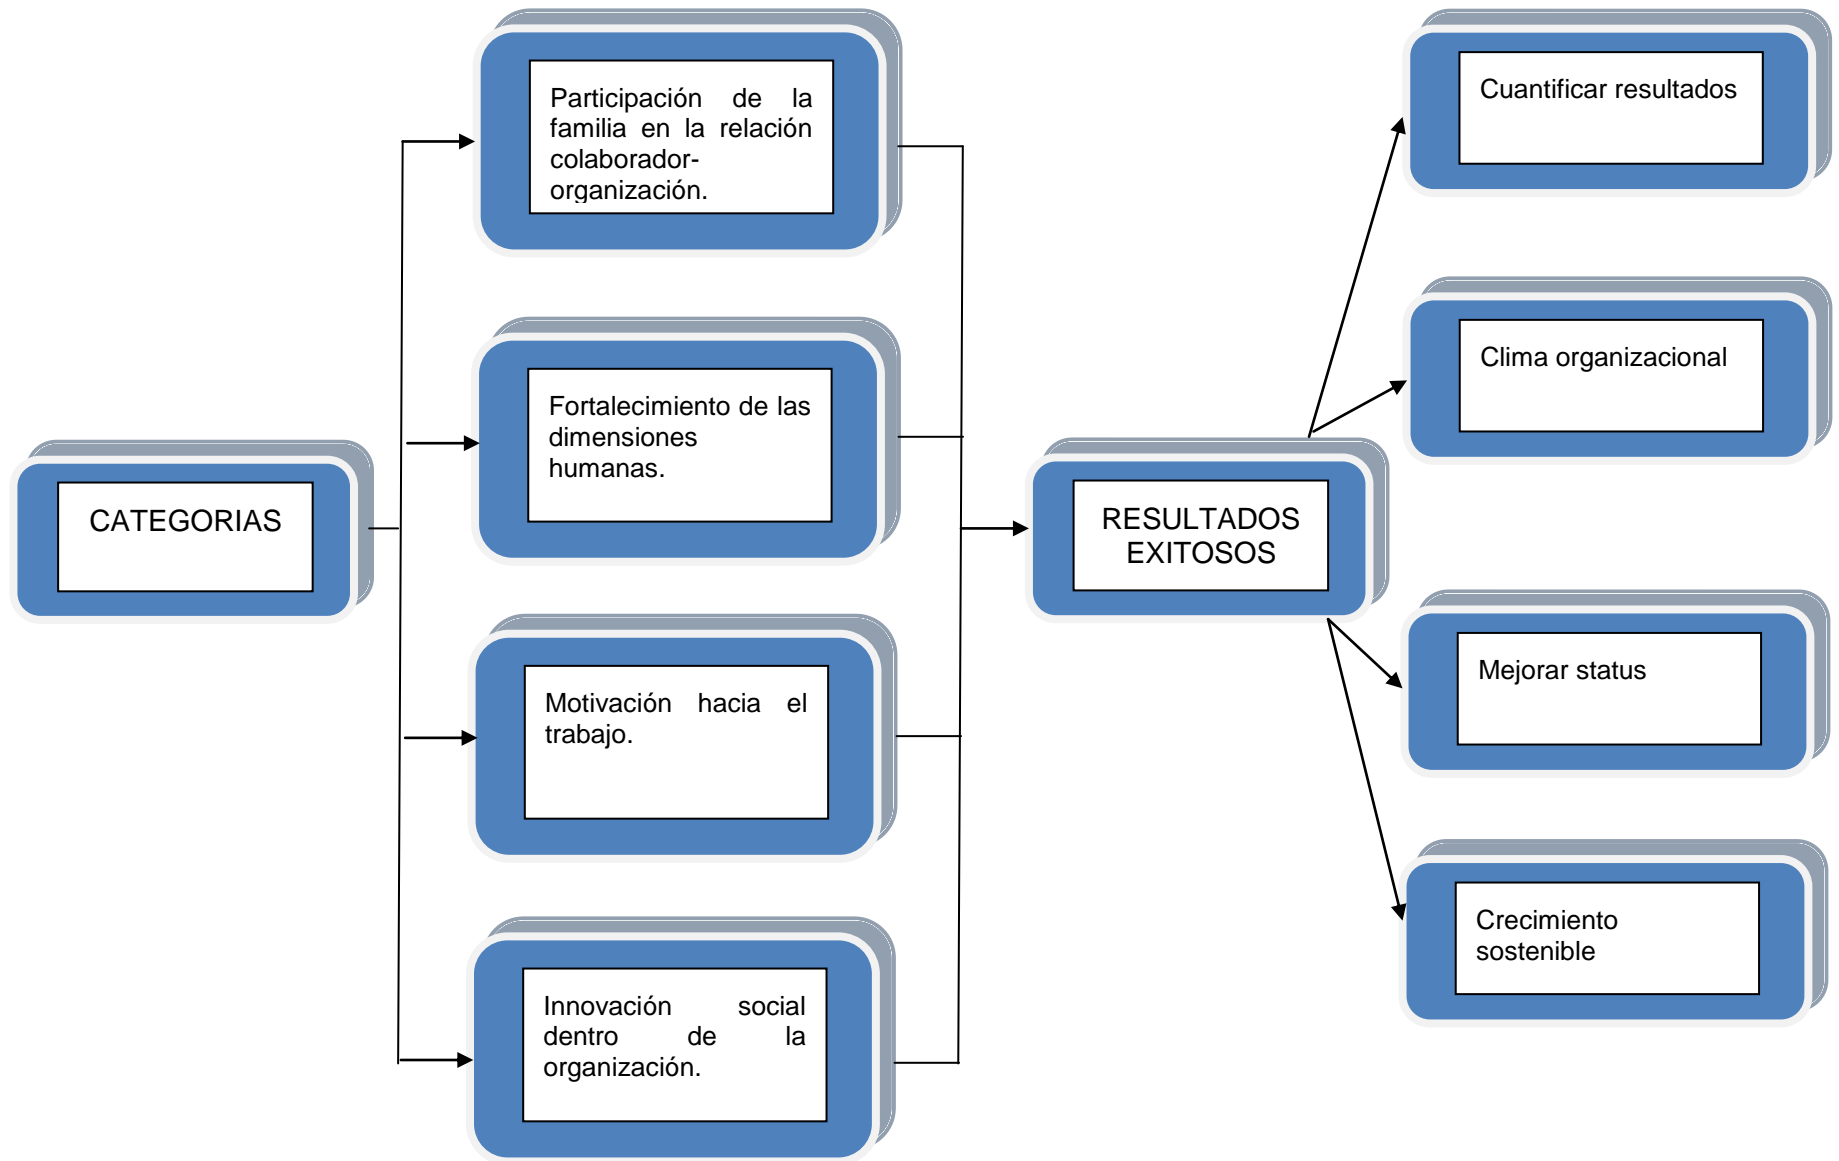 CATEGORIAS
Participación de la
familia en la relación
colaborador-
organización.
Fortalecimiento de las
dimensiones
humanas.
Motivación hacia el
trabajo.
Innovación social
dentro de la
organización.
RESULTADOS
EXITOSOS
Cuantificar resultados
Clima organizacional
Mejorar status
Crecimiento
sostenible